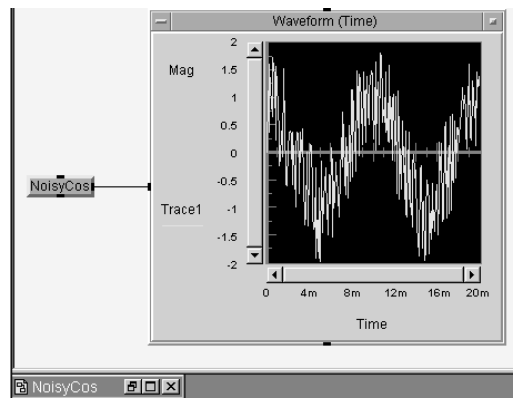 Waveform (Time)
Mag
2
1.5
1
0.5
0
-0.5
-1
-1.5
-2
NoisyCos
Trace1
0 4m 8m 12m 16m 20m
Time
NoisyCos